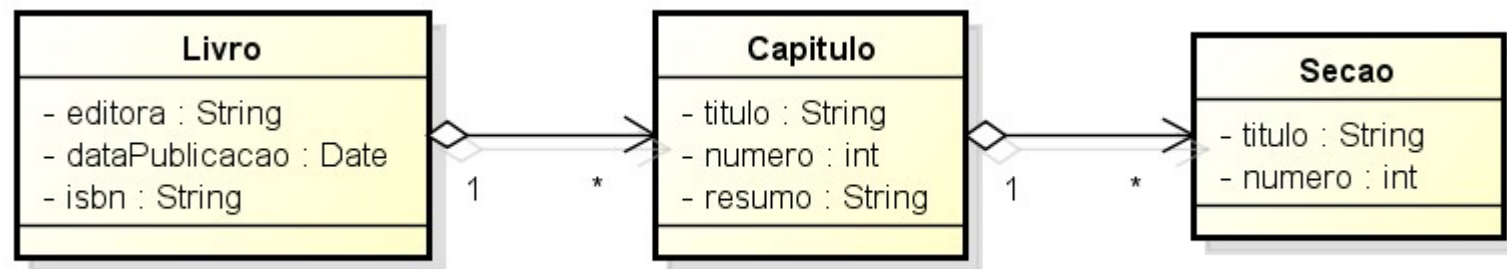 Livro
- editora : String
- dataPublicacao : Date
- isbn : String
1
*
Capitulo
- titulo : String
- numero : int
- resumo : String
1
*
Secao
- titulo : String
- numero : int